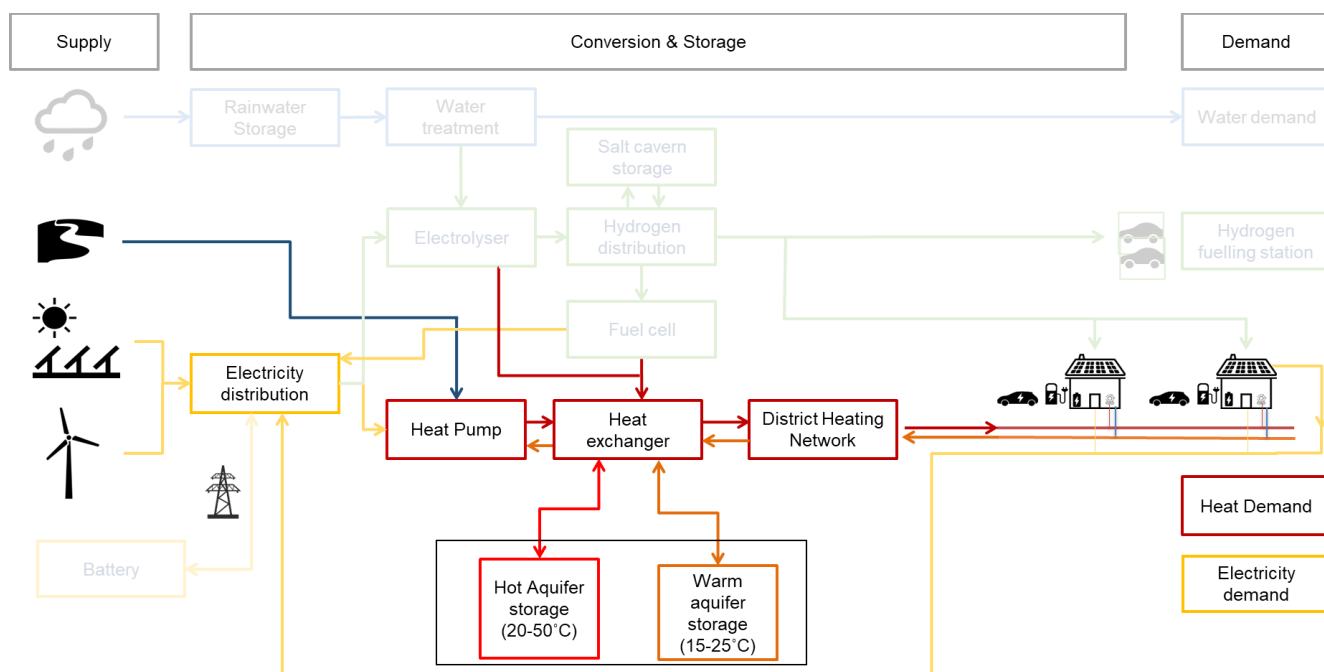 Supply
Conversion & Storage
Demand
Rainwater
Storage
Water
treatment
Water demand
Salt cavern
storage
Electrolyser
Hydrogen
distribution
Hydrogen
fuelling station
Fuel cell
Electricity
distribution
Heat Pump
Heat
exchanger
District Heating
Network
Heat Demand
Battery
Hot Aquifer
storage
(20-50˚C)
Warm
aquifer
storage
(15-25˚C)
Electricity
demand